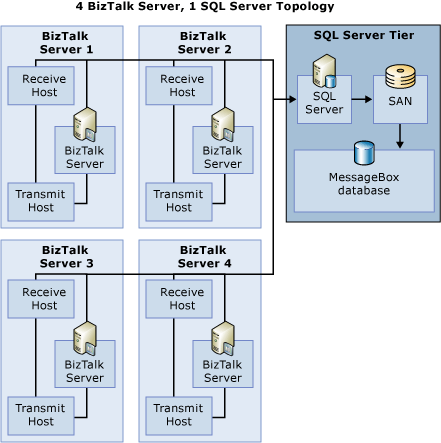 4 BizTalk Server, 1 SQL Server Topology
BizTalk
Server 1
Receive
Host
BizTalk
Server
Transmit
Host
BizTalk
Server 2
Receive
Host
BizTalk
Server
Transmit
Host
SQL Server Tier
SQL
Server
SAN
MessageBox
database
BizTalk
Server 3
Receive
Host
BizTalk
Server
Transmit
Host
BizTalk
Server 4
Receive
Host
BizTalk
Server
Transmit
Host